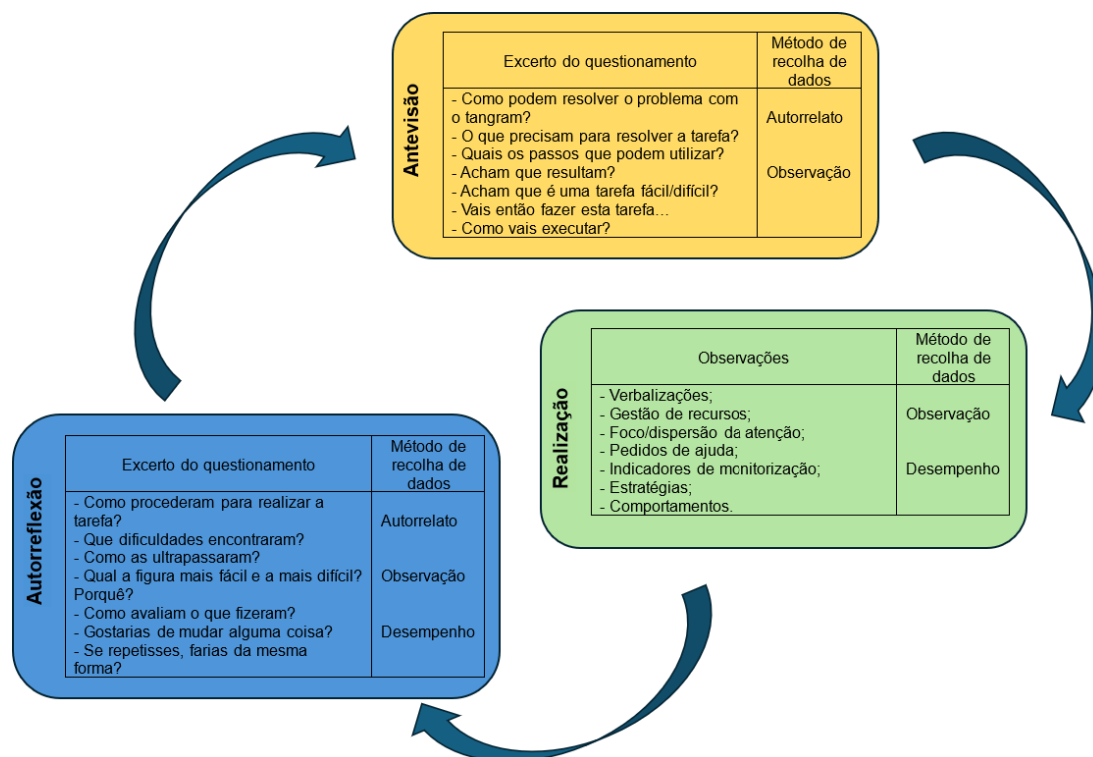 Antevisão
Excerto do questionamento
Método de
recolha de
dados
- Como podem resolver o problema com
o tangram?
- O que precisam para resolver a tarefa?
- Quais os passos que podem utilizar?
- Acham que resultam?
- Acham que é uma tarefa fácil/difícil?
- Vais então fazer esta tarefa…
- Como vais executar?
Autorrelato
Observação
Realização
Observações
Método de
recolha de
dados
- Verbalizações;
- Gestão de recursos;
- Foco/dispersão da atenção;
- Pedidos de ajuda;
- Indicadores de monitorização;
- Estratégias;
- Comportamentos.
Observação
Desempenho
Autorreflexão
Excerto do questionamento
Método de
recolha de
dados
- Como procederam para realizar a
tarefa?
- Que dificuldades encontraram?
- Como as ultrapassaram?
- Qual a figura mais fácil e a mais difícil?
Porquê?
- Como avaliam o que fizeram?
- Gostarias de mudar alguma coisa?
- Se repetisses, farias da mesma
forma?
Autorrelato
Observação
Desempenho